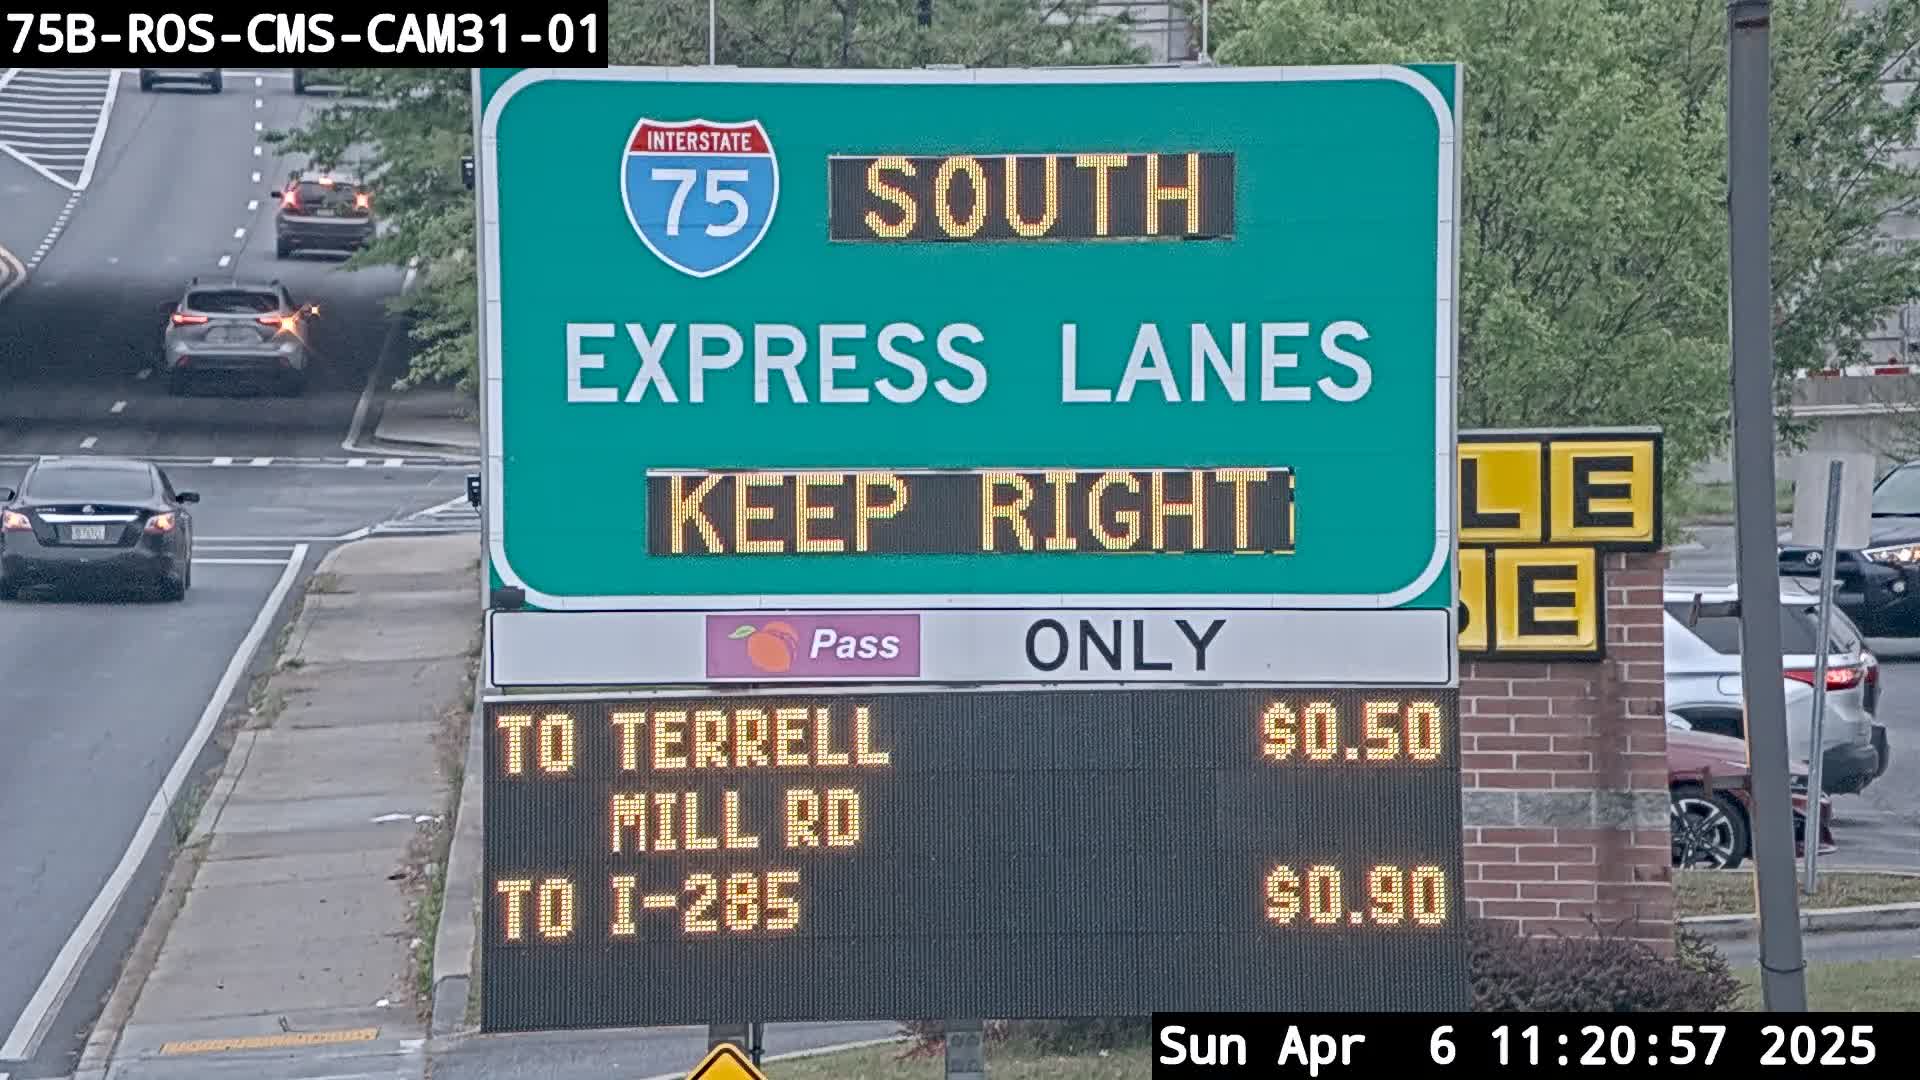 75B-ROS-CMS-CAM31-01
INTERSTATE
75
SOUTH
EXPRESS LANES
KEEP RIGHT
Pass ONLY
TO TERRELL $0.50
MILL RD
TO I-285 $0.90
LE
E
Sun Apr 6 11:20:57 2025